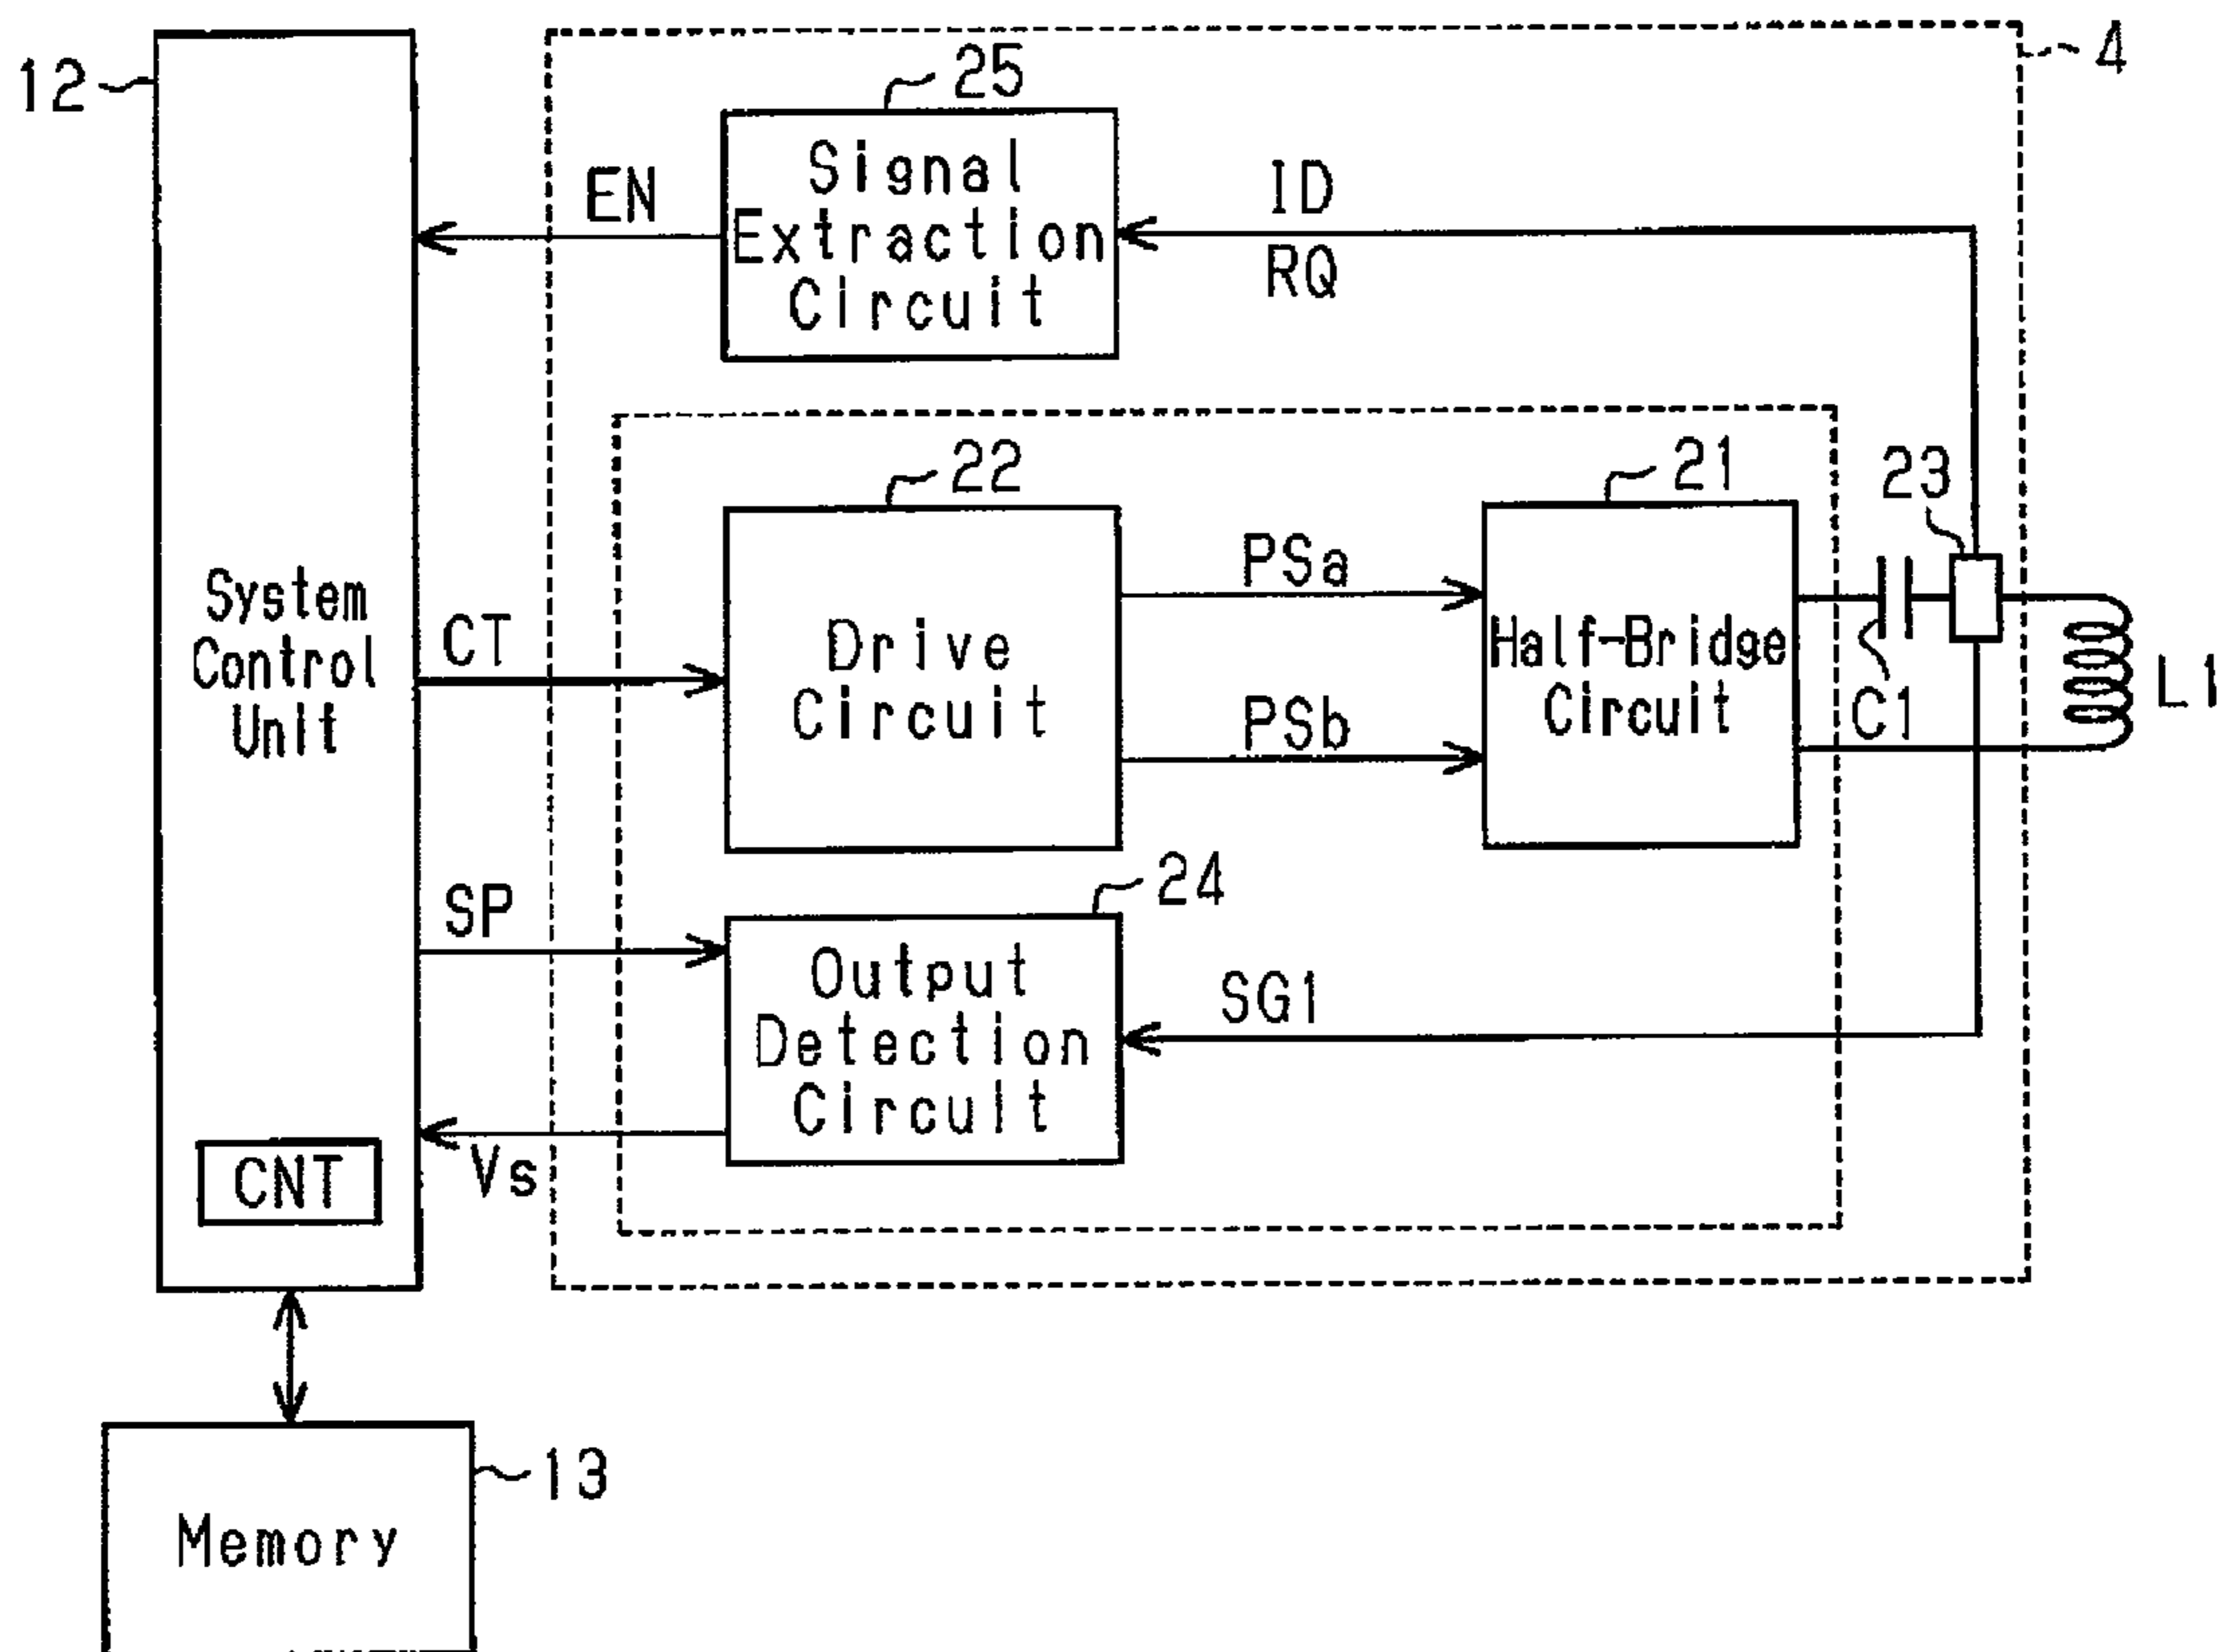 12
4
25
Signal
Extraction
Circuit
EN
ID
RQ
22
21
23
System
Control
Unit
CT
Drive
Circuit
PSa
PSb
Half-Bridge
Circuit
C1
L1
24
SP
Output
Detection
Circuit
SG1
Vs
CNT
13
Memory